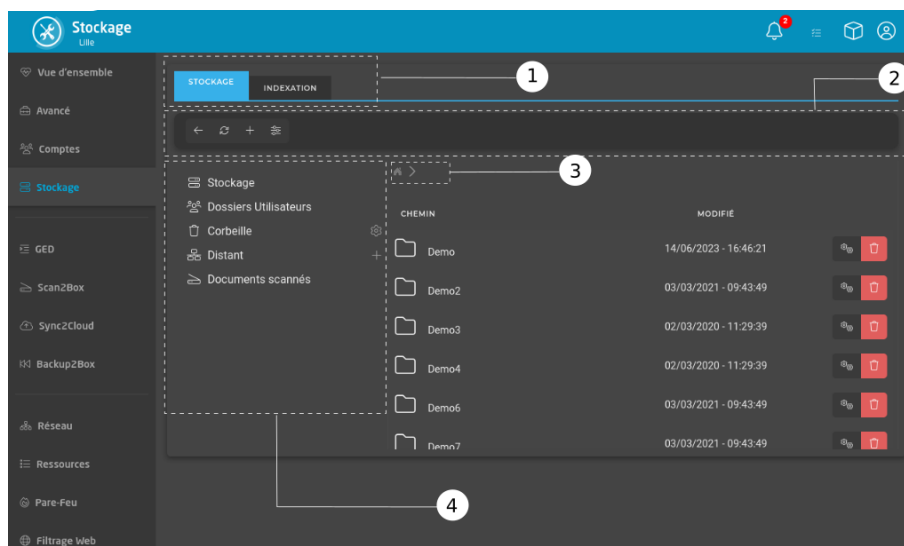 Stockage
Lille
2
Vue d'ensemble
Avancé
Comptes
Stockage
GED
Scan2Box
Sync2Cloud
Backup2Box
Réseau
Ressources
Pare-Feu
Filtrage Web
STOCKAGE
INDEXATION
1
2
3
Stockage
Dossiers Utilisateurs
Corbeille
Distant
Documents scannés
4
CHEMIN MODIFIÉ
Demo 14/06/2023 - 16:46:21
Demo2 03/03/2021 - 09:43:49
Demo3 02/03/2020 - 11:29:39
Demo4 02/03/2020 - 11:29:39
Demo6 03/03/2021 - 09:43:49
Demo7 03/03/2021 - 09:43:49